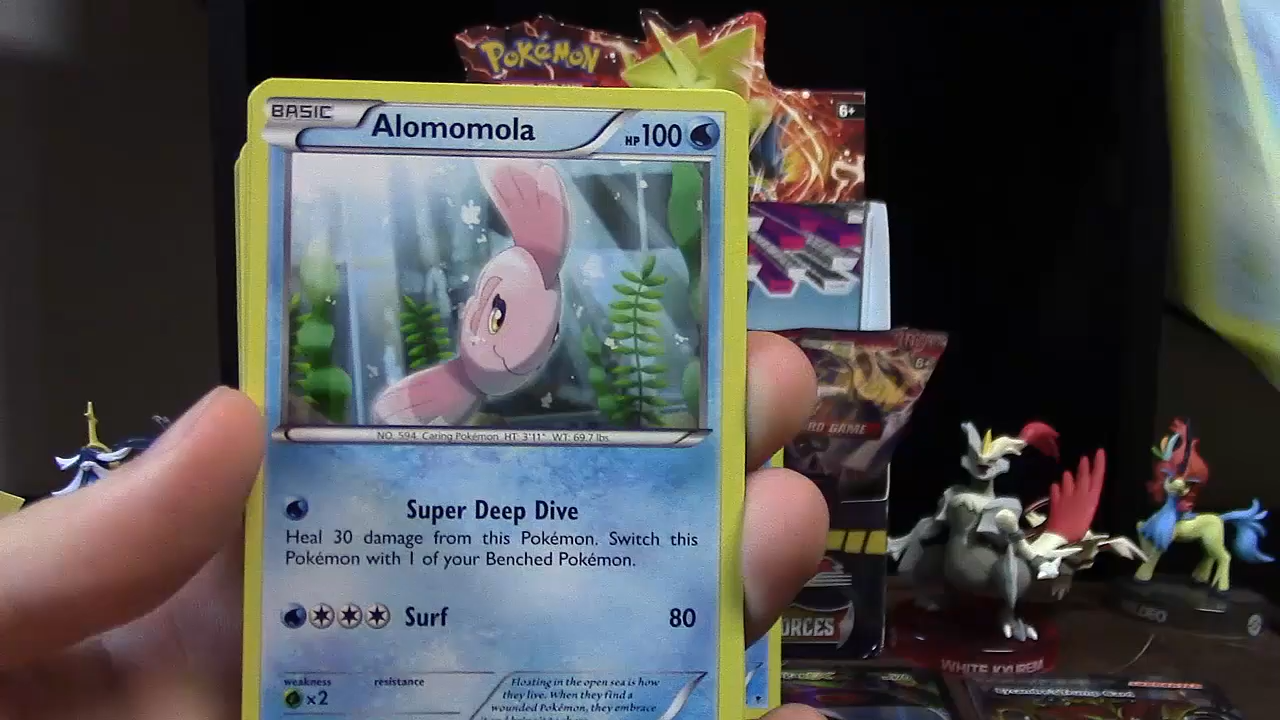 POKÉMON
6+
BASIC
Alomomola
HP 100
NO. 594 Caring Pokémon HT: 3'11" WT: 69.7 lbs.
Super Deep Dive
Heal 30 damage from this Pokémon. Switch this
Pokémon with 1 of your Benched Pokémon.
Surf 80
weakness resistance
×2
Floating in the open sea is how
they live. When they find a
wounded Pokémon, they embrace
RD GAME
ORCES
WHITE KYUREM